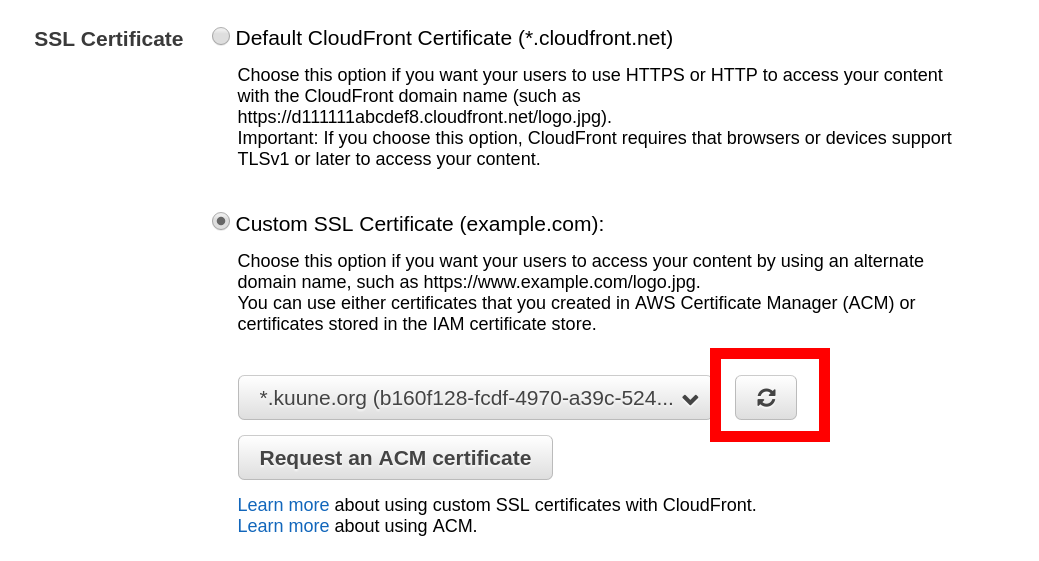 SSL Certificate
Default CloudFront Certificate (*.cloudfront.net)
Choose this option if you want your users to use HTTPS or HTTP to access your content
with the CloudFront domain name (such as
https://d111111abcdef8.cloudfront.net/logo.jpg).
Important: If you choose this option, CloudFront requires that browsers or devices support
TLSv1 or later to access your content.
Custom SSL Certificate (example.com):
Choose this option if you want your users to access your content by using an alternate
domain name, such as https://www.example.com/logo.jpg.
You can use either certificates that you created in AWS Certificate Manager (ACM) or
certificates stored in the IAM certificate store.
*.kuune.org (b160f128-fcdf-4970-a39c-524...
Request an ACM certificate
Learn more about using custom SSL certificates with CloudFront.
Learn more about using ACM.